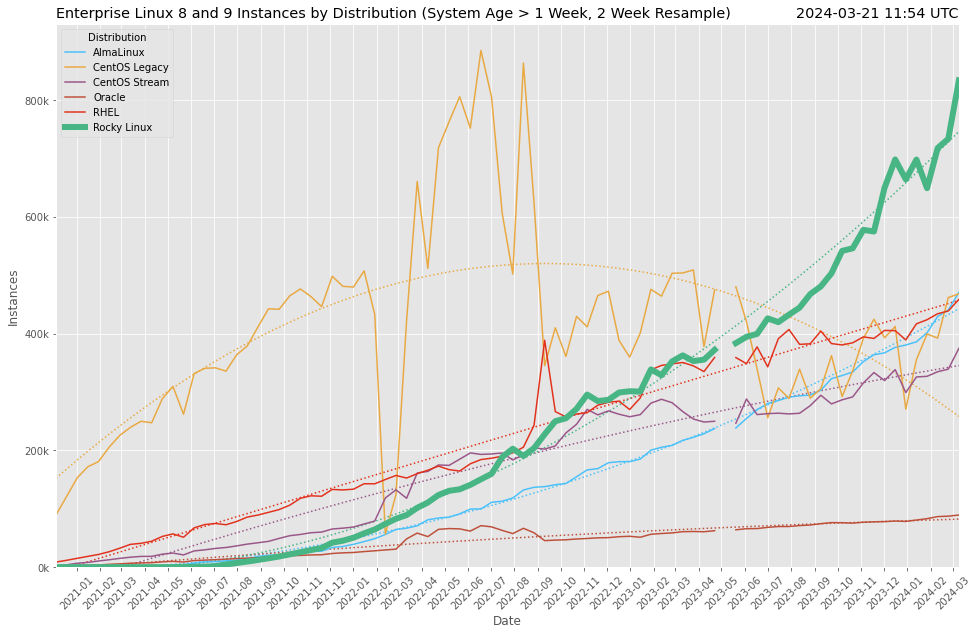 Enterprise Linux 8 and 9 Instances by Distribution (System Age > 1 Week, 2 Week Resample) 2024-03-21 11:54 UTC
Distribution
AlmaLinux
CentOS Legacy
CentOS Stream
Oracle
RHEL
Rocky Linux
800k
600k
400k
200k
0k
Instances
2021-01 2021-02 2021-03 2021-04 2021-05 2021-06 2021-07 2021-08 2021-09 2021-10 2021-11 2021-12 2022-01 2022-02 2022-03 2022-04 2022-05 2022-06 2022-07 2022-08 2022-09 2022-10 2022-11 2022-12 2023-01 2023-02 2023-03 2023-04 2023-05 2023-06 2023-07 2023-08 2023-09 2023-10 2023-11 2023-12 2024-01 2024-02 2024-03
Date